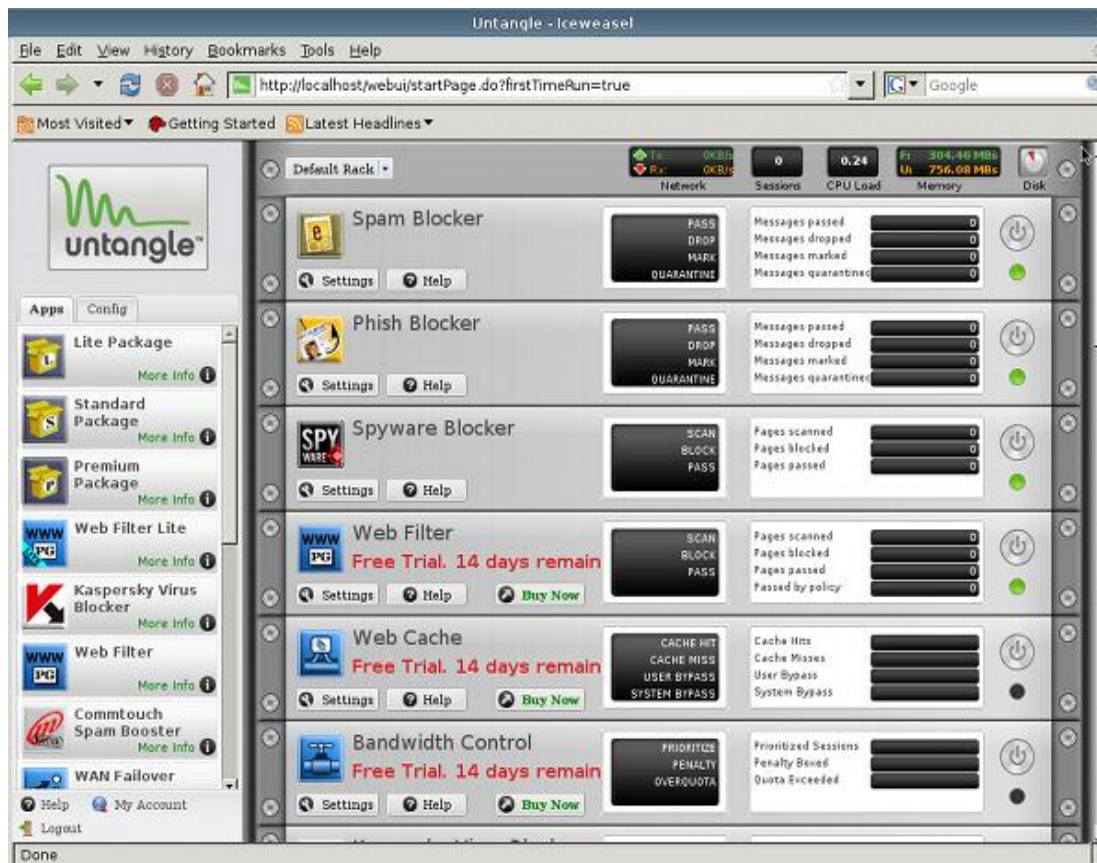 Untangle - Iceweasel
File Edit View History Bookmarks Tools Help
http://localhost/webui/startPage.do?firstTimeRun=true
G Google
Most Visited Getting Started Latest Headlines
untangle™
Apps Config
Lite Package
More Info
Standard
Package
More Info
Premium
Package
More Info
Web Filter Lite
More Info
Kaspersky Virus
Blocker
More Info
Web Filter
More Info
Commtouch
Spam Booster
More Info
WAN Failover
Help My Account
Logout
Default Rack
Tx: 0KB/s
Rx: 0KB/s
Network
0
Sessions
0.24
CPU Load
F: 304.46 MBs
U: 756.08 MBs
Memory
Disk
Spam Blocker
Settings Help
PASS
DROP
MARK
QUARANTINE
Messages passed 0
Messages dropped 0
Messages marked 0
Messages quarantined 0
Phish Blocker
Settings Help
PASS
DROP
MARK
QUARANTINE
Messages passed 0
Messages dropped 0
Messages marked 0
Messages quarantined 0
SPY
WARE
Spyware Blocker
Settings Help
SCAN
BLOCK
PASS
Pages scanned 0
Pages blocked 0
Pages passed 0
WWW
PG
Web Filter
Free Trial. 14 days remain
Settings Help Buy Now
SCAN
BLOCK
PASS
Pages scanned
Pages blocked
Pages passed
Passed by policy
Web Cache
Free Trial. 14 days remain
Settings Help Buy Now
CACHE HIT
CACHE MISS
USER BYPASS
SYSTEM BYPASS
Cache Hits
Cache Misses
User Bypass
System Bypass
Bandwidth Control
Free Trial. 14 days remain
Settings Help Buy Now
PRIORITIZE
PENALTY
OVERQUOTA
Prioritized Sessions
Penalty Boxed
Quota Exceeded
Done